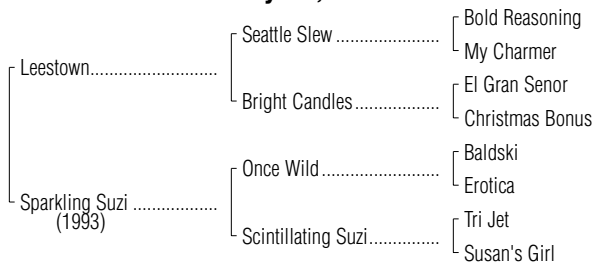 Bold Reasoning
Seattle Slew ....................
My Charmer
Leestown.........................
El Gran Senor
Bright Candles ................
Christmas Bonus
Baldski
Once Wild .......................
Erotica
Sparkling Suzi .................
(1993)
Tri Jet
Scintillating Suzi..............
Susan's Girl